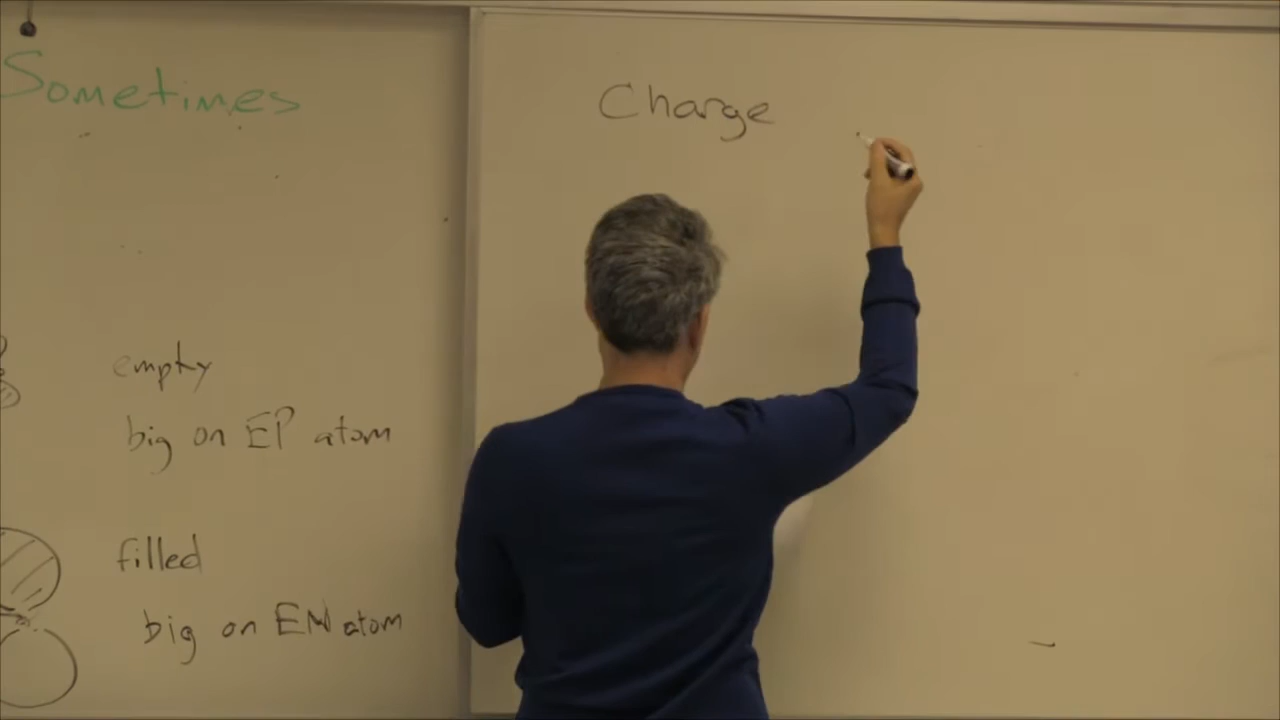 Sometimes
empty
big on EP atom
filled
big on EN atom
Charge